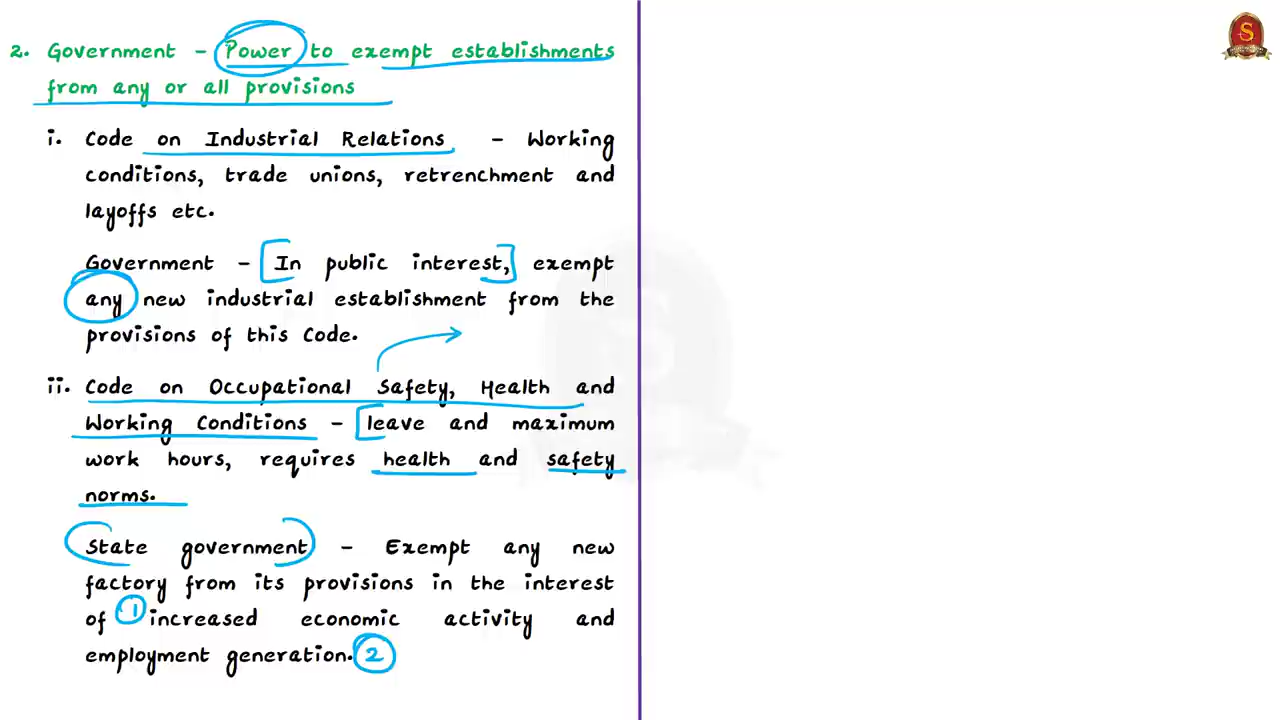 2. Government - Power to exempt establishments
from any or all provisions
i. Code on Industrial Relations - Working
conditions, trade unions, retrenchment and
layoffs etc.
Government - [In public interest,] exempt
any new industrial establishment from the
provisions of this Code.
ii. Code on Occupational Safety, Health and
Working Conditions - [leave and maximum
work hours, requires health and safety
norms.
State government - Exempt any new
factory from its provisions in the interest
of 1 increased economic activity and
employment generation. 2
S